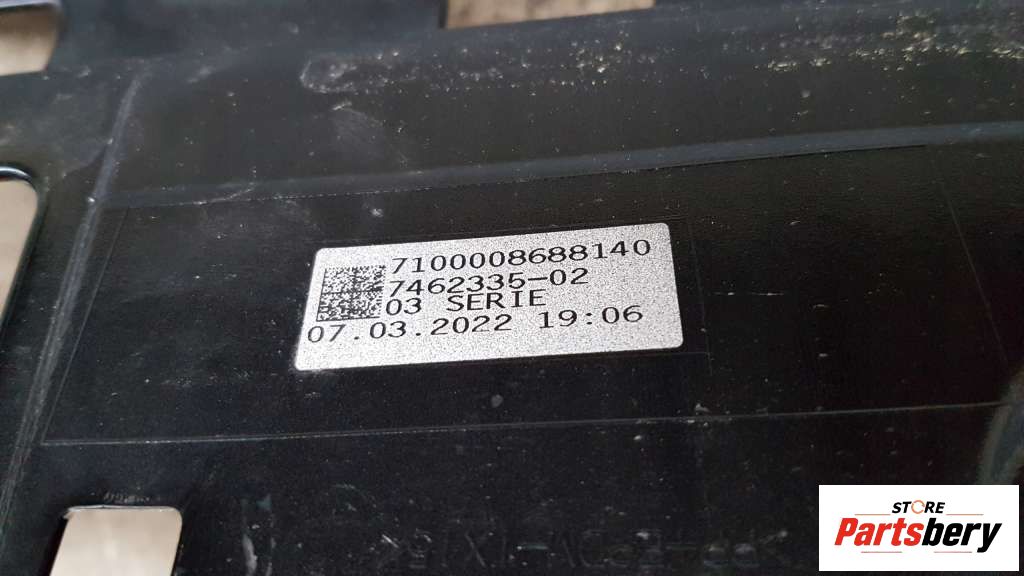 7100008688140
7462335-02
03 SERIE
07.03.2022 19:06
STORE
Partsbery